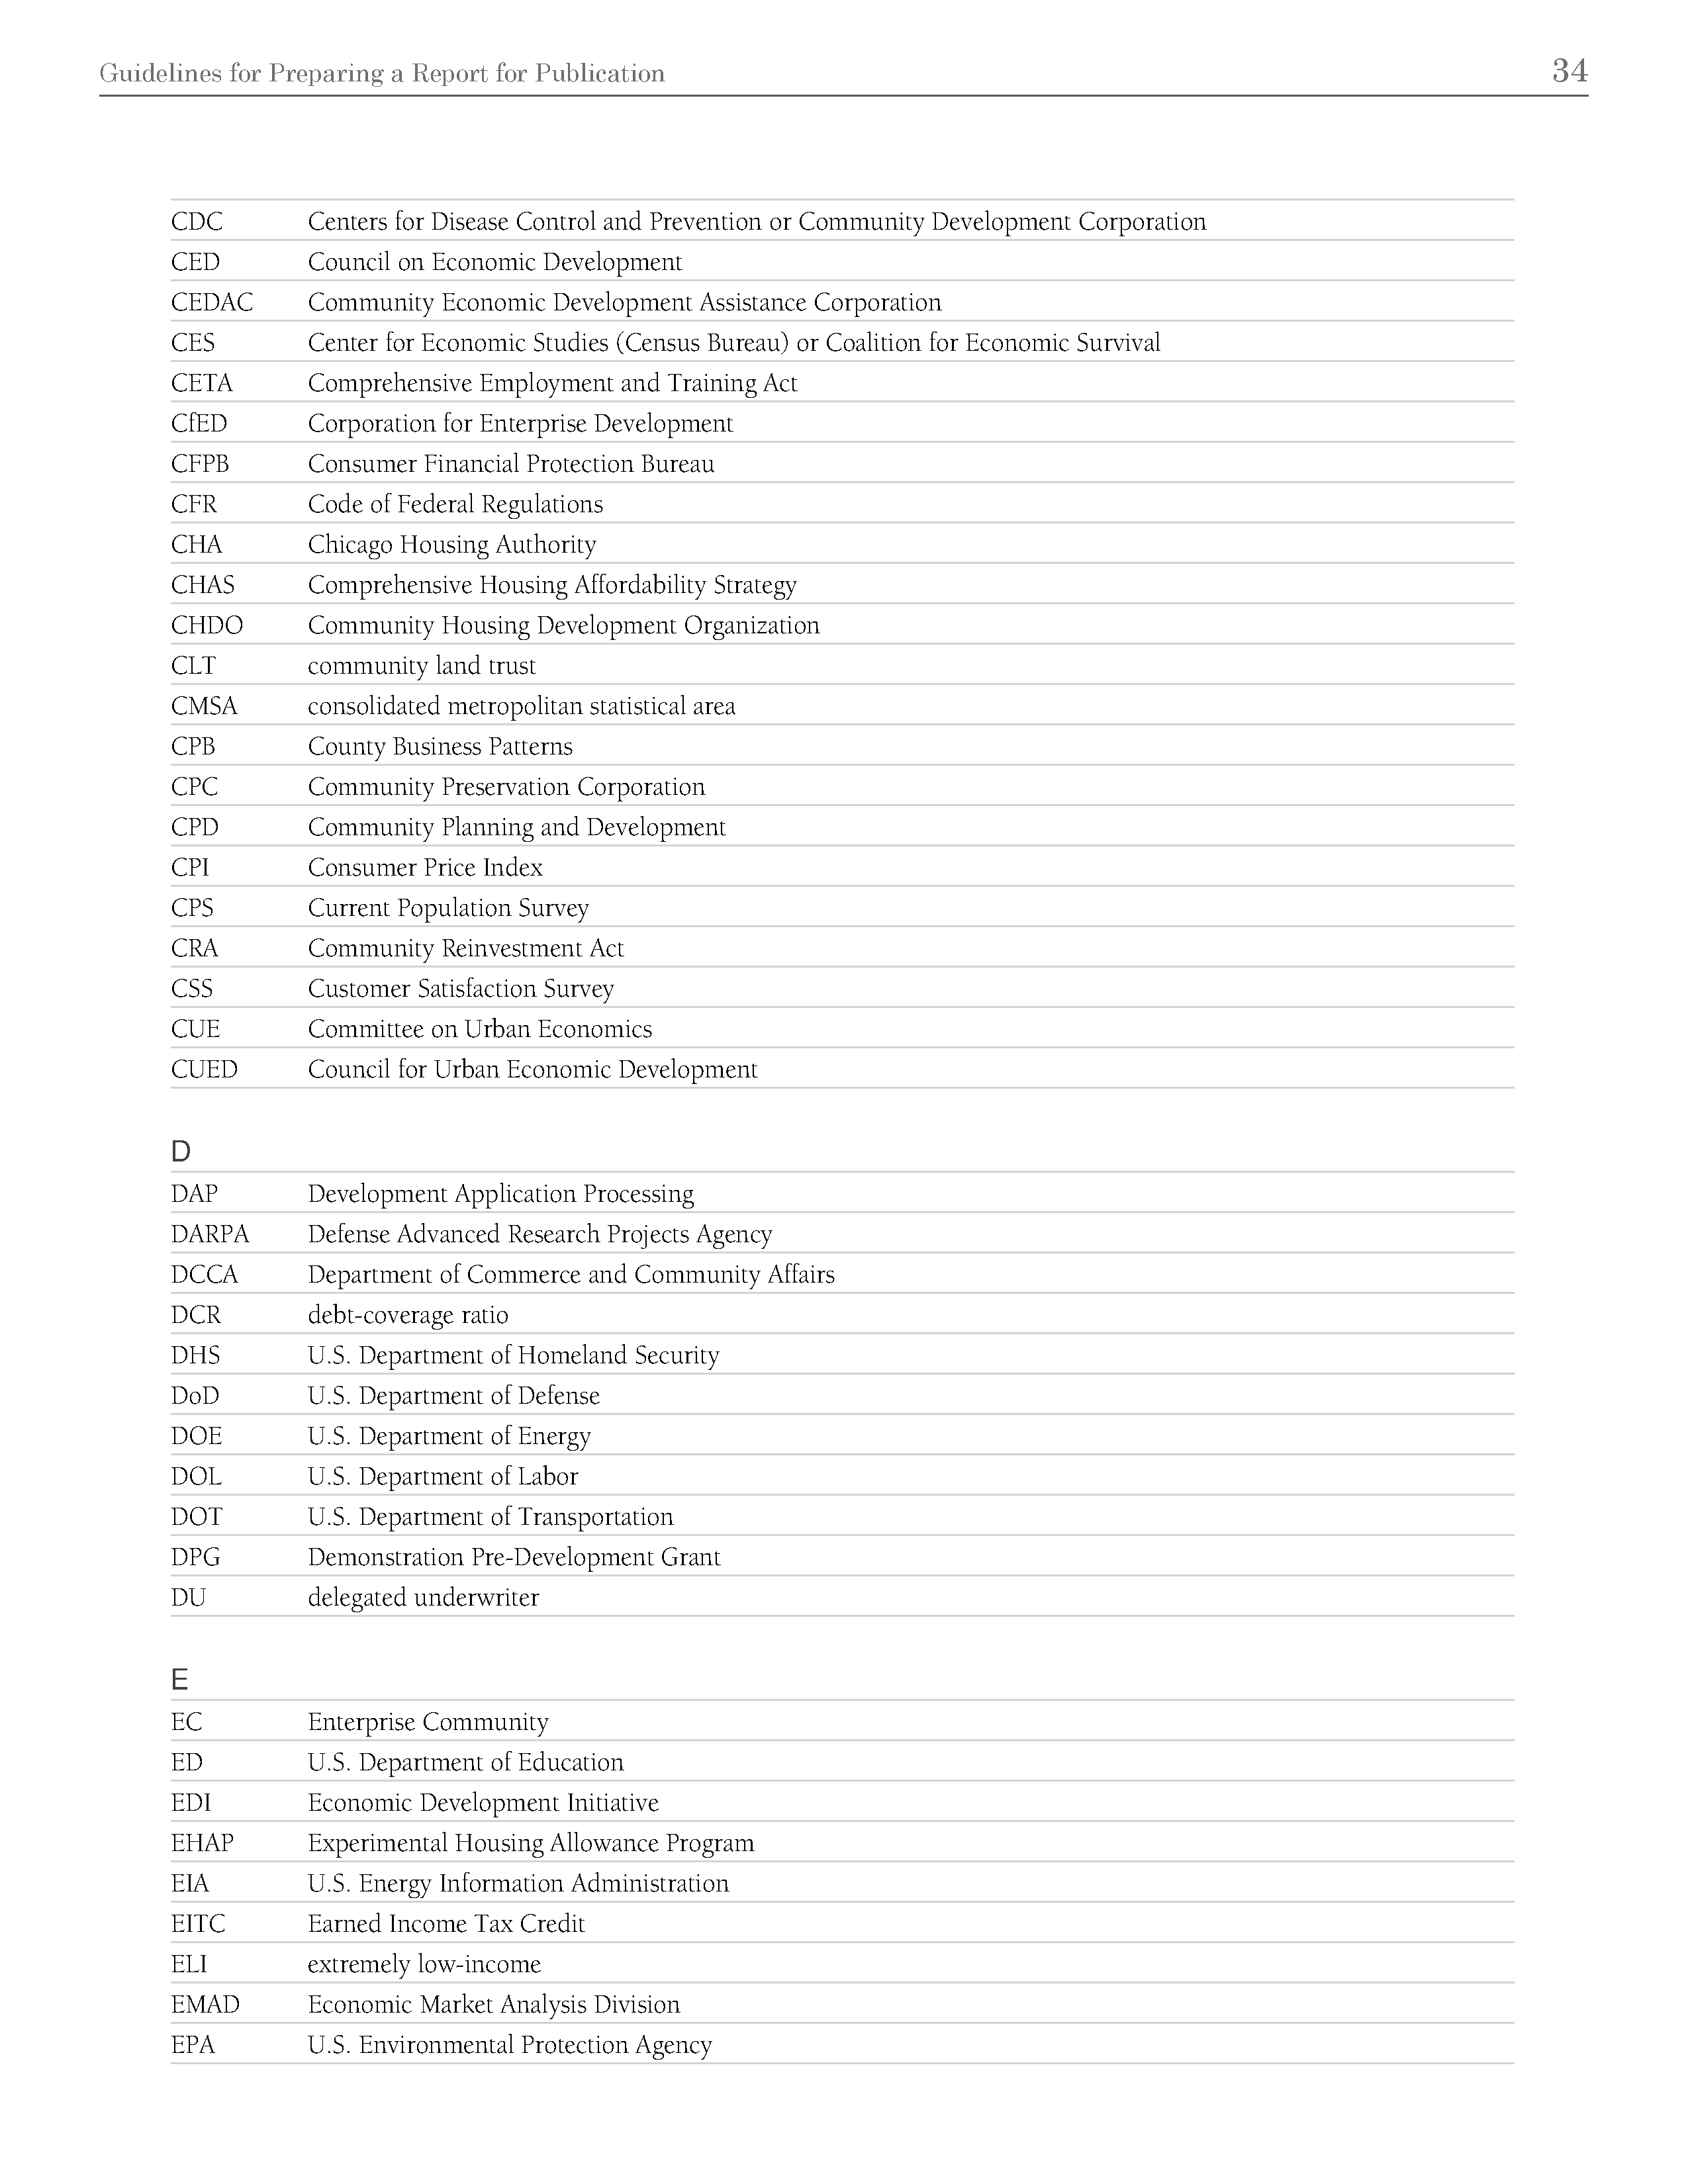 Guidelines for Preparing a Report for Publication 34
CDC Centers for Disease Control and Prevention or Community Development Corporation
CED Council on Economic Development
CEDAC Community Economic Development Assistance Corporation
CES Center for Economic Studies (Census Bureau) or Coalition for Economic Survival
CETA Comprehensive Employment and Training Act
CfED Corporation for Enterprise Development
CFPB Consumer Financial Protection Bureau
CFR Code of Federal Regulations
CHA Chicago Housing Authority
CHAS Comprehensive Housing Affordability Strategy
CHDO Community Housing Development Organization
CLT community land trust
CMSA consolidated metropolitan statistical area
CPB County Business Patterns
CPC Community Preservation Corporation
CPD Community Planning and Development
CPI Consumer Price Index
CPS Current Population Survey
CRA Community Reinvestment Act
CSS Customer Satisfaction Survey
CUE Committee on Urban Economics
CUED Council for Urban Economic Development
D
DAP Development Application Processing
DARPA Defense Advanced Research Projects Agency
DCCA Department of Commerce and Community Affairs
DCR debt-coverage ratio
DHS U.S. Department of Homeland Security
DoD U.S. Department of Defense
DOE U.S. Department of Energy
DOL U.S. Department of Labor
DOT U.S. Department of Transportation
DPG Demonstration Pre-Development Grant
DU delegated underwriter
E
EC Enterprise Community
ED U.S. Department of Education
EDI Economic Development Initiative
EHAP Experimental Housing Allowance Program
EIA U.S. Energy Information Administration
EITC Earned Income Tax Credit
ELI extremely low-income
EMAD Economic Market Analysis Division
EPA U.S. Environmental Protection Agency